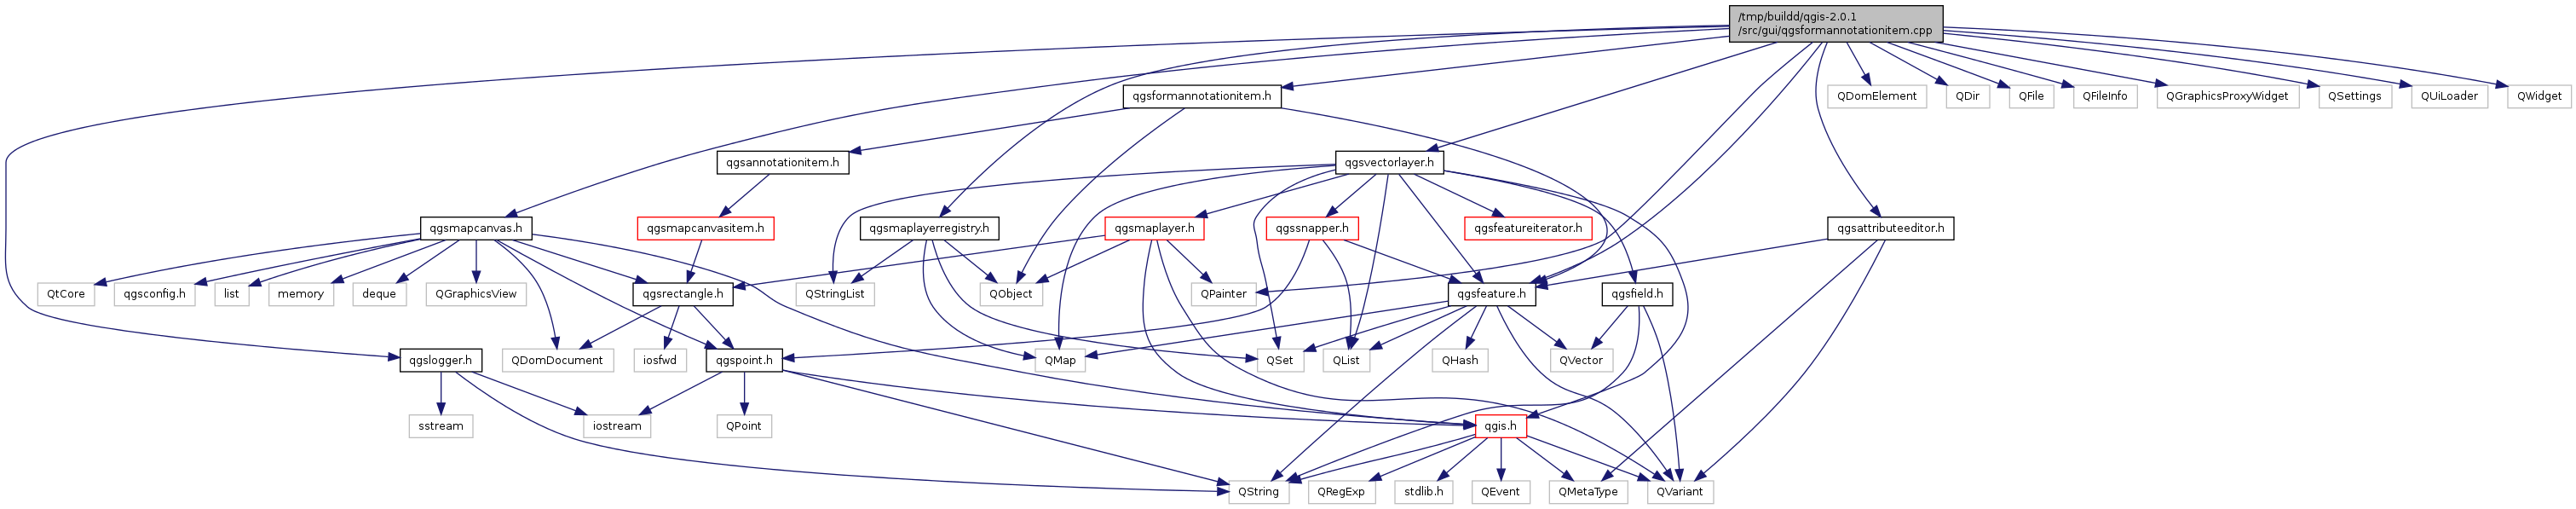 /tmp/buildd/qgis-2.0.1
/src/gui/qgsformannotationitem.cpp
qgsformannotationitem.h
QDomElement
QDir
QFile
QFileInfo
QGraphicsProxyWidget
QSettings
QUiLoader
QWidget
qgsannotationitem.h
qgsvectorlayer.h
qgsmapcanvas.h
qgsmapcanvasitem.h
qgsmaplayerregistry.h
qgsmaplayer.h
qgssnapper.h
qgsfeatureiterator.h
qgsattributeeditor.h
QtCore
qgsconfig.h
list
memory
deque
QGraphicsView
qgsrectangle.h
QStringList
QObject
QPainter
qgsfeature.h
qgsfield.h
qgslogger.h
QDomDocument
iosfwd
qgspoint.h
QMap
QSet
QList
QHash
QVector
sstream
iostream
QPoint
qgis.h
QString
QRegExp
stdlib.h
QEvent
QMetaType
QVariant